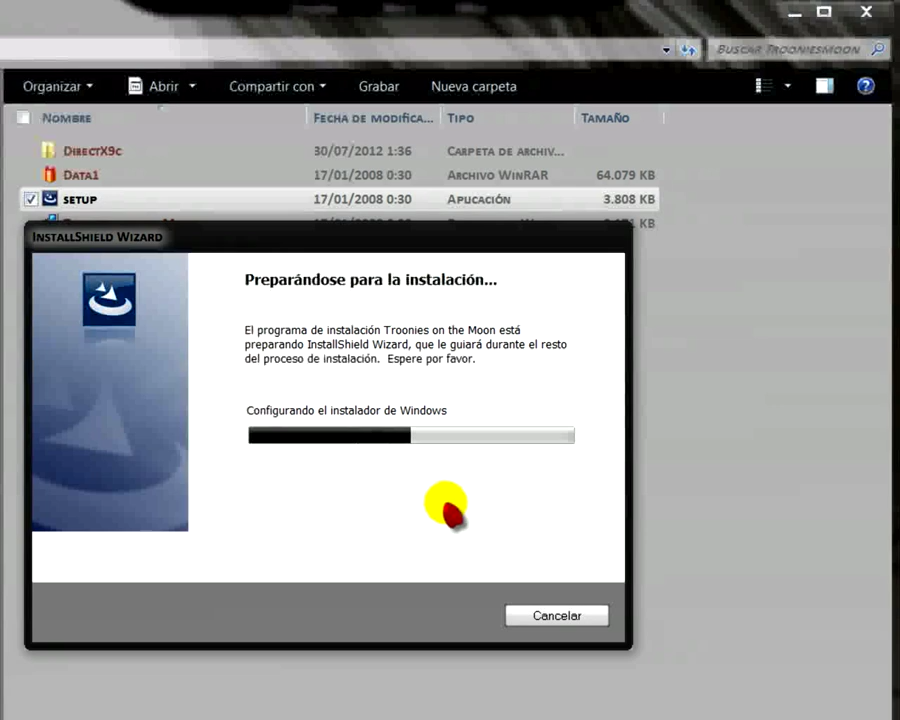 Buscar TrooniesMoon
Organizar Abrir Compartir con Grabar Nueva carpeta
Nombre Fecha de modifica... Tipo Tamaño
DirectX9c 30/07/2012 1:36 Carpeta de archiv...
Data1 17/01/2008 0:30 Archivo WinRAR 64.079 KB
setup 17/01/2008 0:30 Aplicación 3.808 KB
KB
InstallShield Wizard
Preparándose para la instalación...
El programa de instalación Troonies on the Moon está
preparando InstallShield Wizard, que le guiará durante el resto
del proceso de instalación. Espere por favor.
Configurando el instalador de Windows
Cancelar